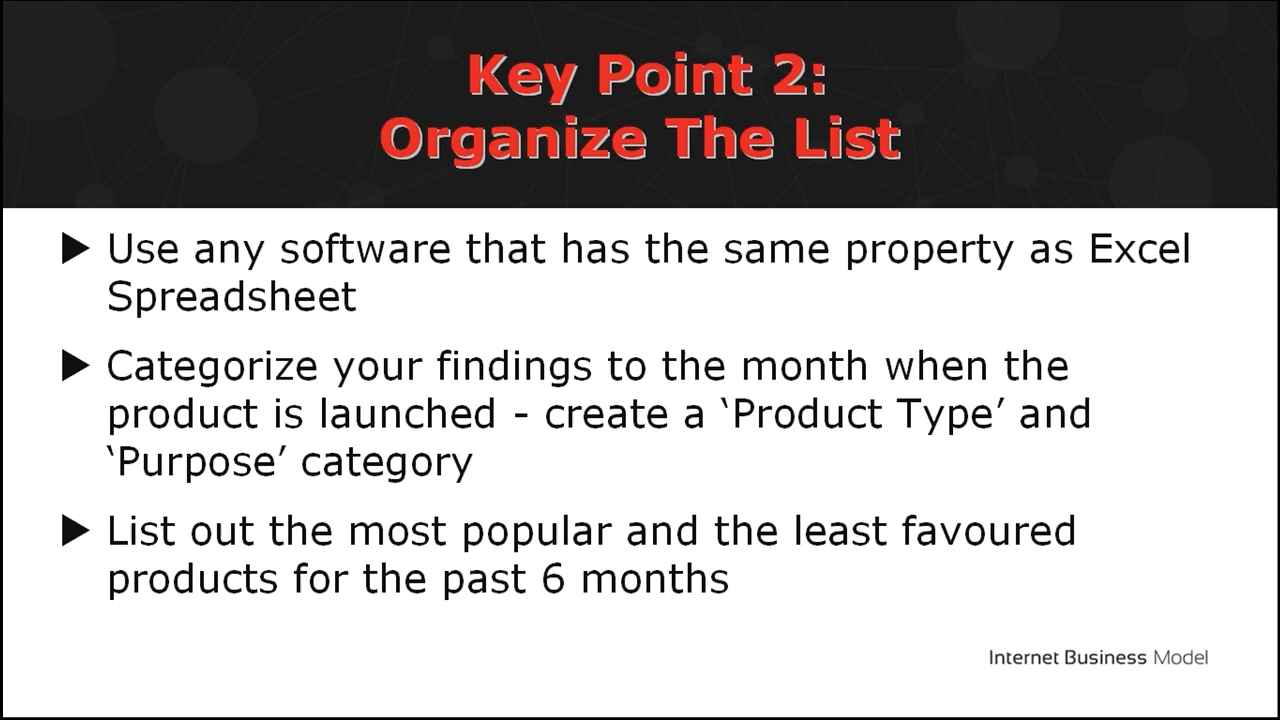 Key Point 2:
Organize The List
▶ Use any software that has the same property as Excel
Spreadsheet
▶ Categorize your findings to the month when the
product is launched - create a ‘Product Type’ and
‘Purpose’ category
▶ List out the most popular and the least favoured
products for the past 6 months
Internet Business Model